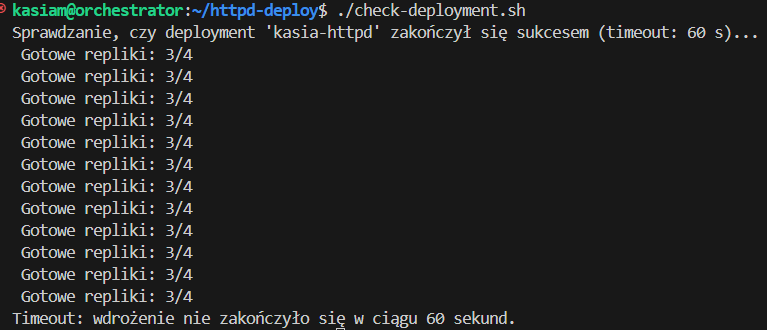 kasiam@orchestrator:~/httpd-deploy$ ./check-deployment.sh
Sprawdzanie, czy deployment 'kasia-httpd' zakończył się sukcesem (timeout: 60 s)...
Gotowe repliki: 3/4
Gotowe repliki: 3/4
Gotowe repliki: 3/4
Gotowe repliki: 3/4
Gotowe repliki: 3/4
Gotowe repliki: 3/4
Gotowe repliki: 3/4
Gotowe repliki: 3/4
Gotowe repliki: 3/4
Gotowe repliki: 3/4
Gotowe repliki: 3/4
Gotowe repliki: 3/4
Timeout: wdrożenie nie zakończyło się w ciągu 60 sekund.